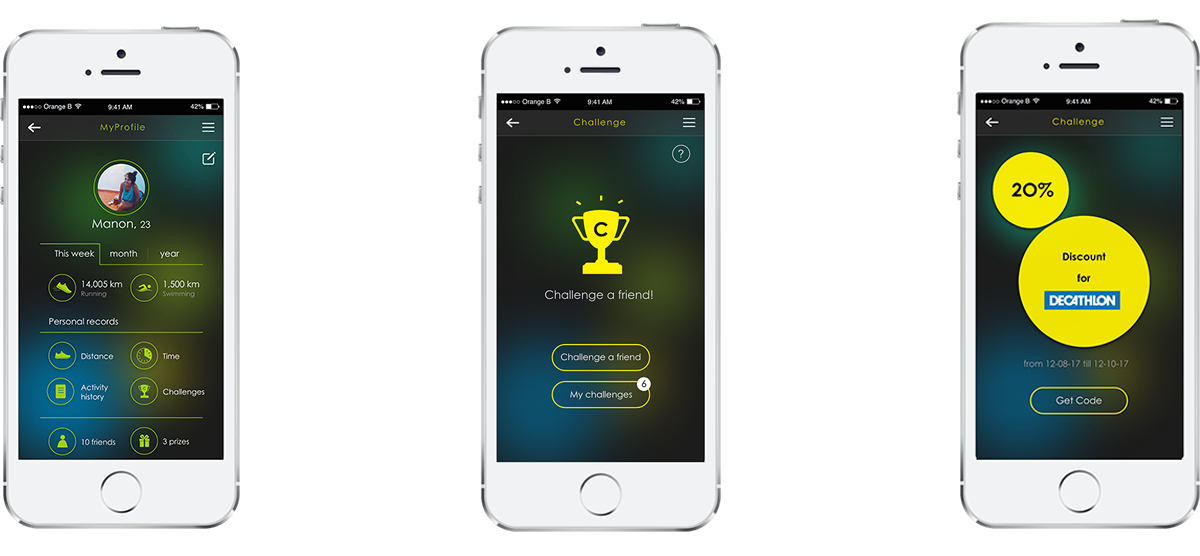 ●●●○○ Orange B 9:41 AM 42%
MyProfile
Manon, 23
This week month year
14,005 km 1,500 km
Running Swimming
Personal records
Distance Time
Activity
history
Challenges
10 friends 3 prizes
●●●○○ Orange B 9:41 AM 42%
Challenge
?
C
Challenge a friend!
Challenge a friend
6
My challenges
●●●○○ Orange B 9:41 AM 42%
Challenge
20%
Discount
for
DECATHLON
from 12-08-17 till 12-10-17
Get Code